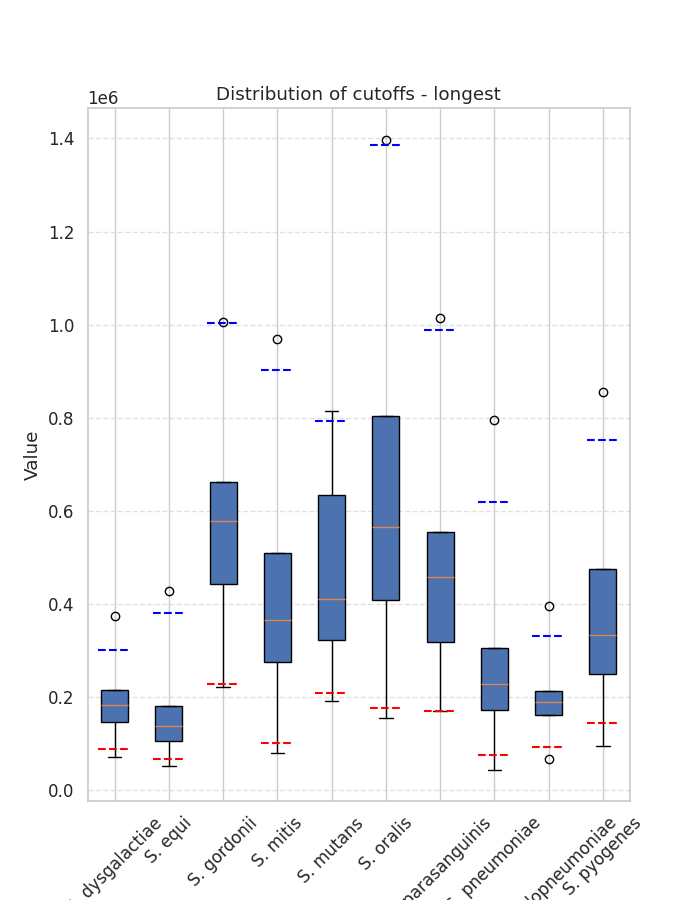 Distribution of cutoffs - longest
1e6
1.4
1.2
1.0
0.8
0.6
0.4
0.2
0.0
Value
dysgalactiae
S. equi
S. gordonii
S. mitis
S. mutans
S. oralis
parasanguinis
pneumoniae
dopneumoniae
S. pyogenes